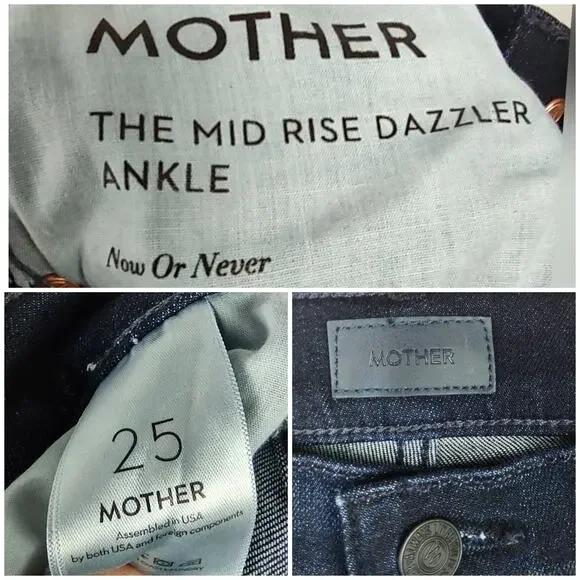 MOTHER
THE MID RISE DAZZLER
ANKLE
Now Or Never
25
MOTHER
Assembled in USA
by both USA and foreign components
MOTHER